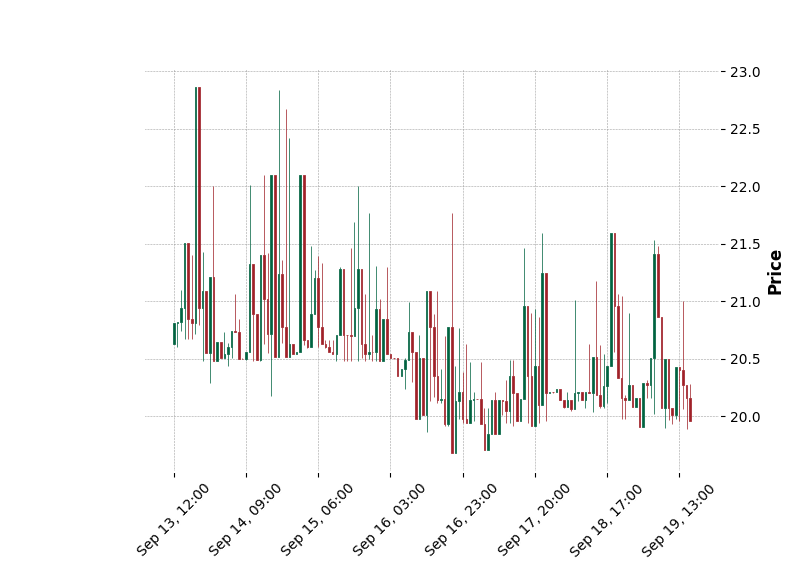 23.0
22.5
22.0
21.5
21.0
20.5
20.0
Price
Sep 13, 12:00
Sep 14, 09:00
Sep 15, 06:00
Sep 16, 03:00
Sep 16, 23:00
Sep 17, 20:00
Sep 18, 17:00
Sep 19, 13:00